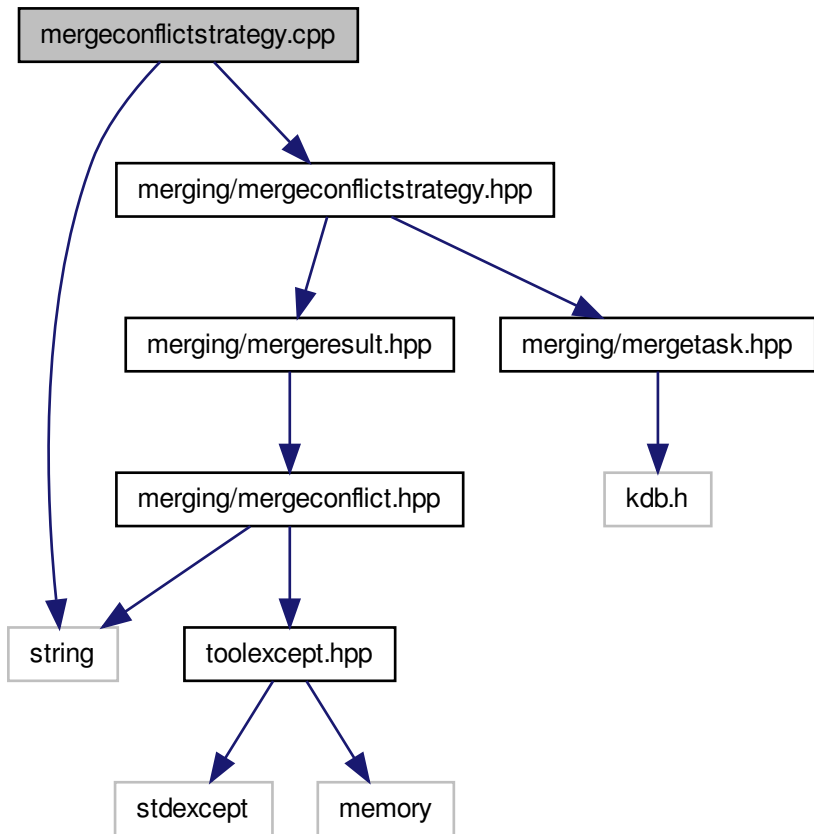 mergeconflictstrategy.cpp
merging/mergeconflictstrategy.hpp
merging/mergeresult.hpp
merging/mergetask.hpp
merging/mergeconflict.hpp
kdb.h
string
toolexcept.hpp
stdexcept
memory